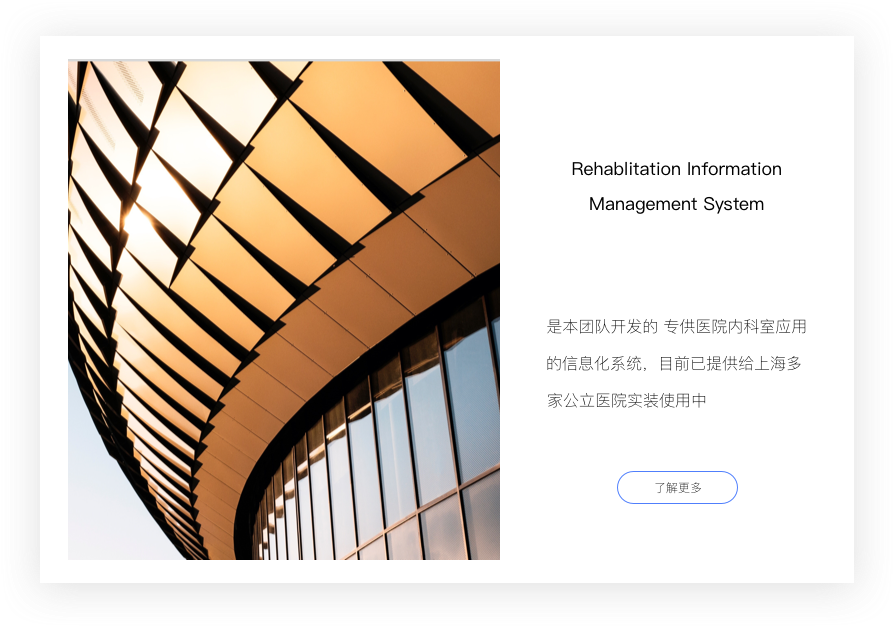 Rehablitation Information
Management System
是本团队开发的 专供医院内科室应用
的信息化系统，目前已提供给上海多
家公立医院实装使用中
了解更多